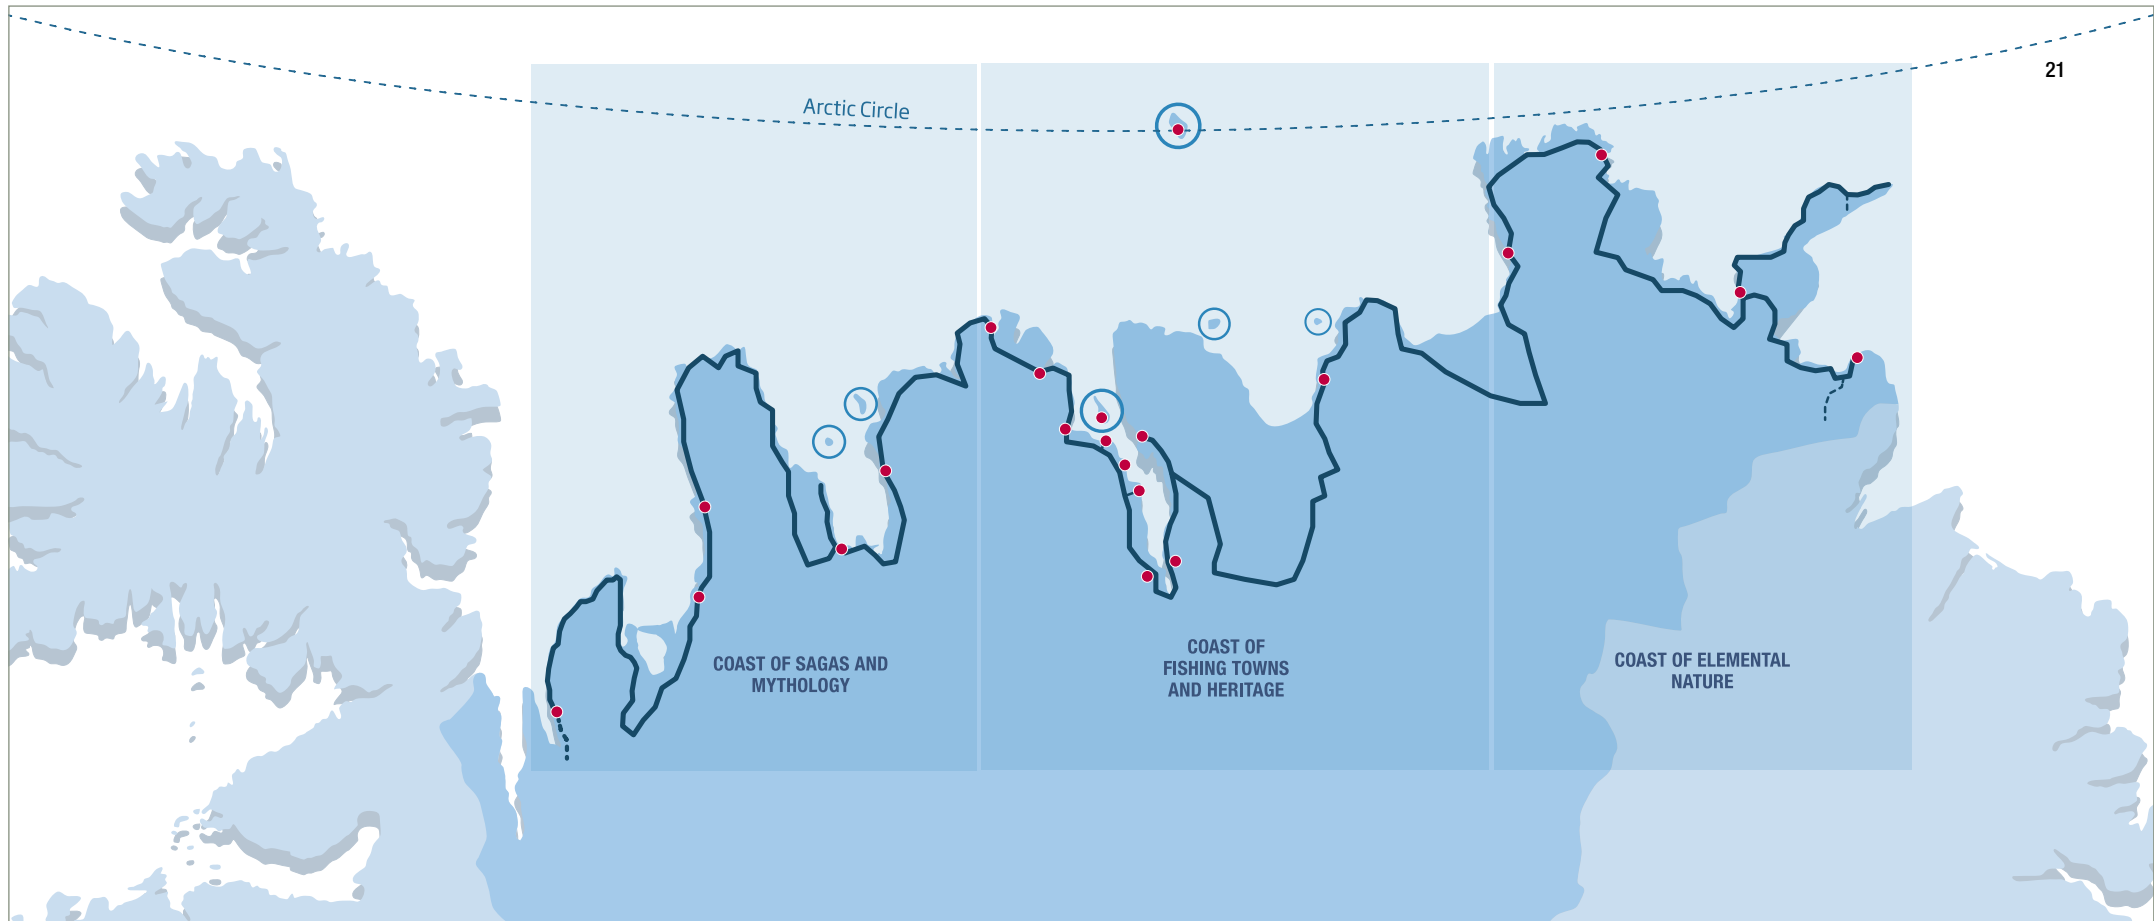 21
Arctic Circle
COAST OF SAGAS AND
MYTHOLOGY
COAST OF
FISHING TOWNS
AND HERITAGE
COAST OF ELEMENTAL
NATURE